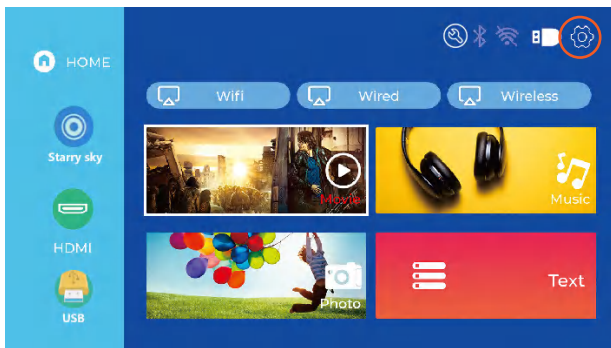 HOME
Wifi
Wired
Wireless
Starry sky
Movie
Music
HDMI
USB
Photo
Text